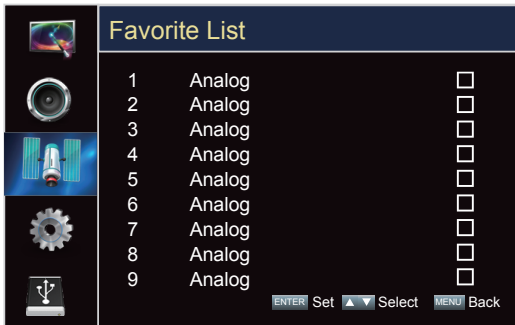 Favorite List
1 Analog
2 Analog
3 Analog
4 Analog
5 Analog
6 Analog
7 Analog
8 Analog
9 Analog
ENTER Set ▲ ▼ Select MENU Back